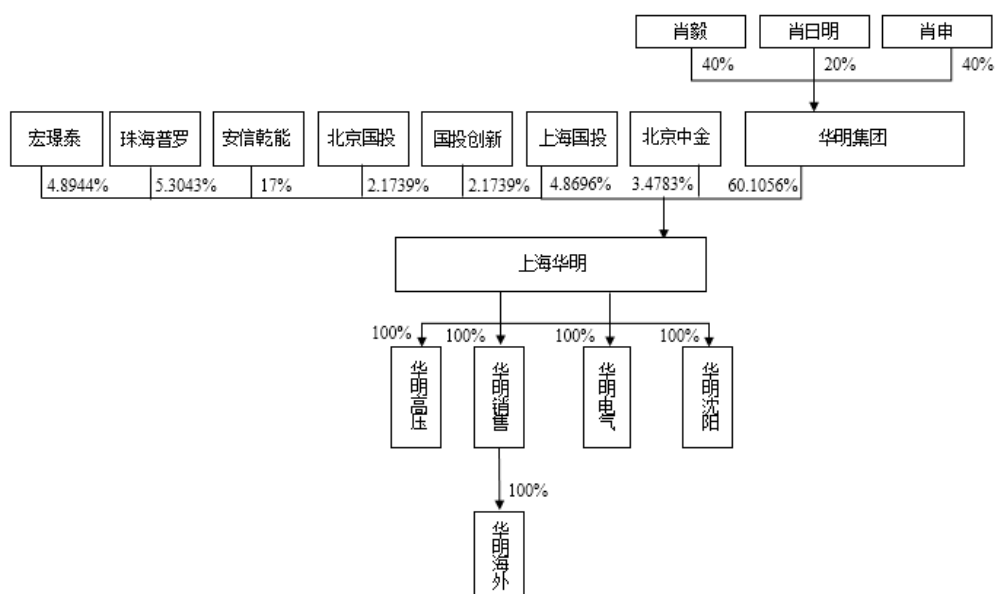 肖毅
肖日明
肖申
40%
20%
40%
宏璟泰
珠海普罗
安信乾能
北京国投
国投创新
上海国投
北京中金
华明集团
4.8944%
5.3043%
17%
2.1739%
2.1739%
4.8696%
3.4783%
60.1056%
上海华明
100%
100%
100%
100%
华明高压
华明销售
华明电气
华明沈阳
100%
华明海外